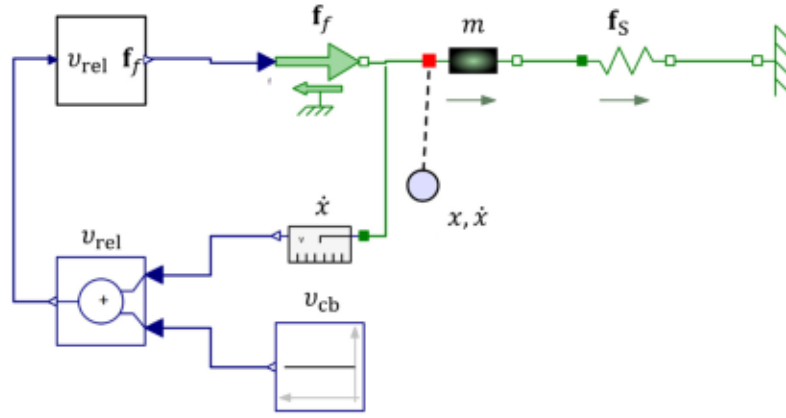 𝐟_f
m
𝐟_S
v_rel 𝐟_f
ẋ
x, ẋ
v_rel
v
+
v_cb